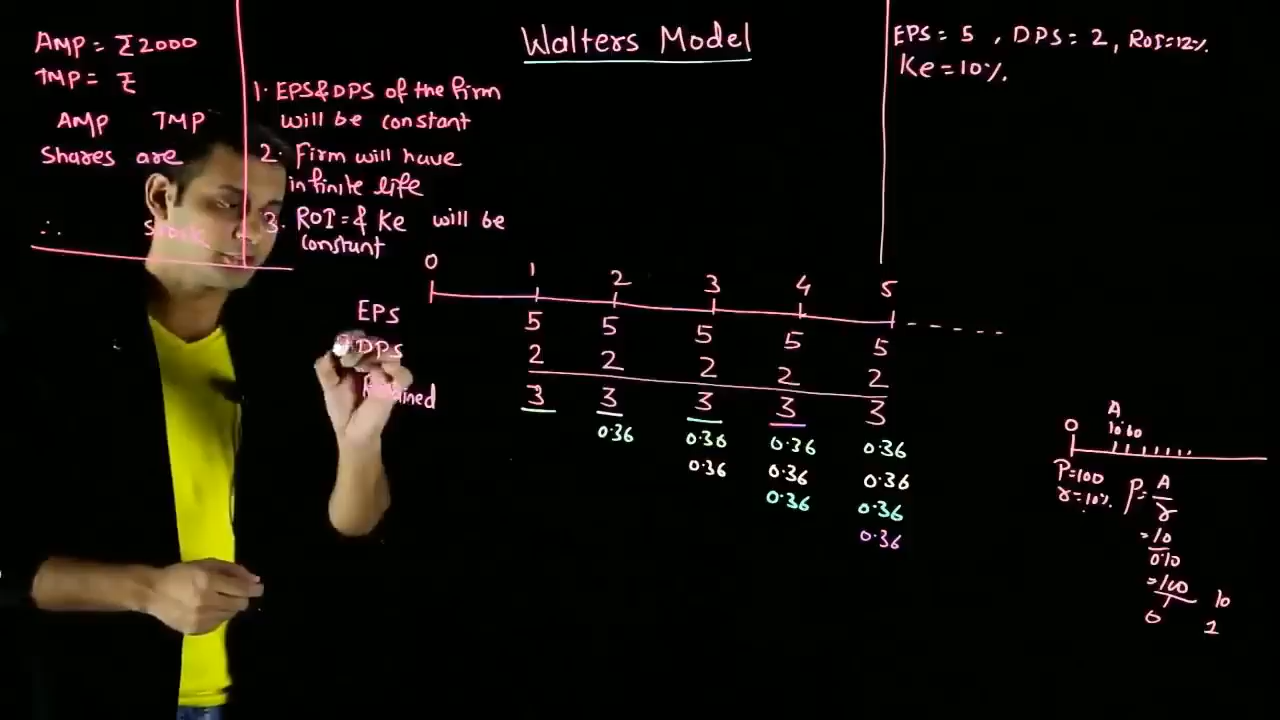 AMP = ₹2000
TMP = ₹
AMP TMP
Shares are
∴
Walters Model
1. EPS&DPS of the firm
will be constant
2. Firm will have
infinite life
3. ROI = & Ke will be
constant
EPS = 5 , DPS = 2, ROI=12%.
Ke = 10%.
0 1 2 3 4 5 ------
EPS 5 5 5 5 5
DPS 2 2 2 2 2
3 3 3 3 3
0.36 0.36 0.36 0.36
0.36 0.36 0.36
0.36 0.36
0.36
A
0 10 10
P=100
r=10%.
P= A/r
=10/0.10
=100
10
1